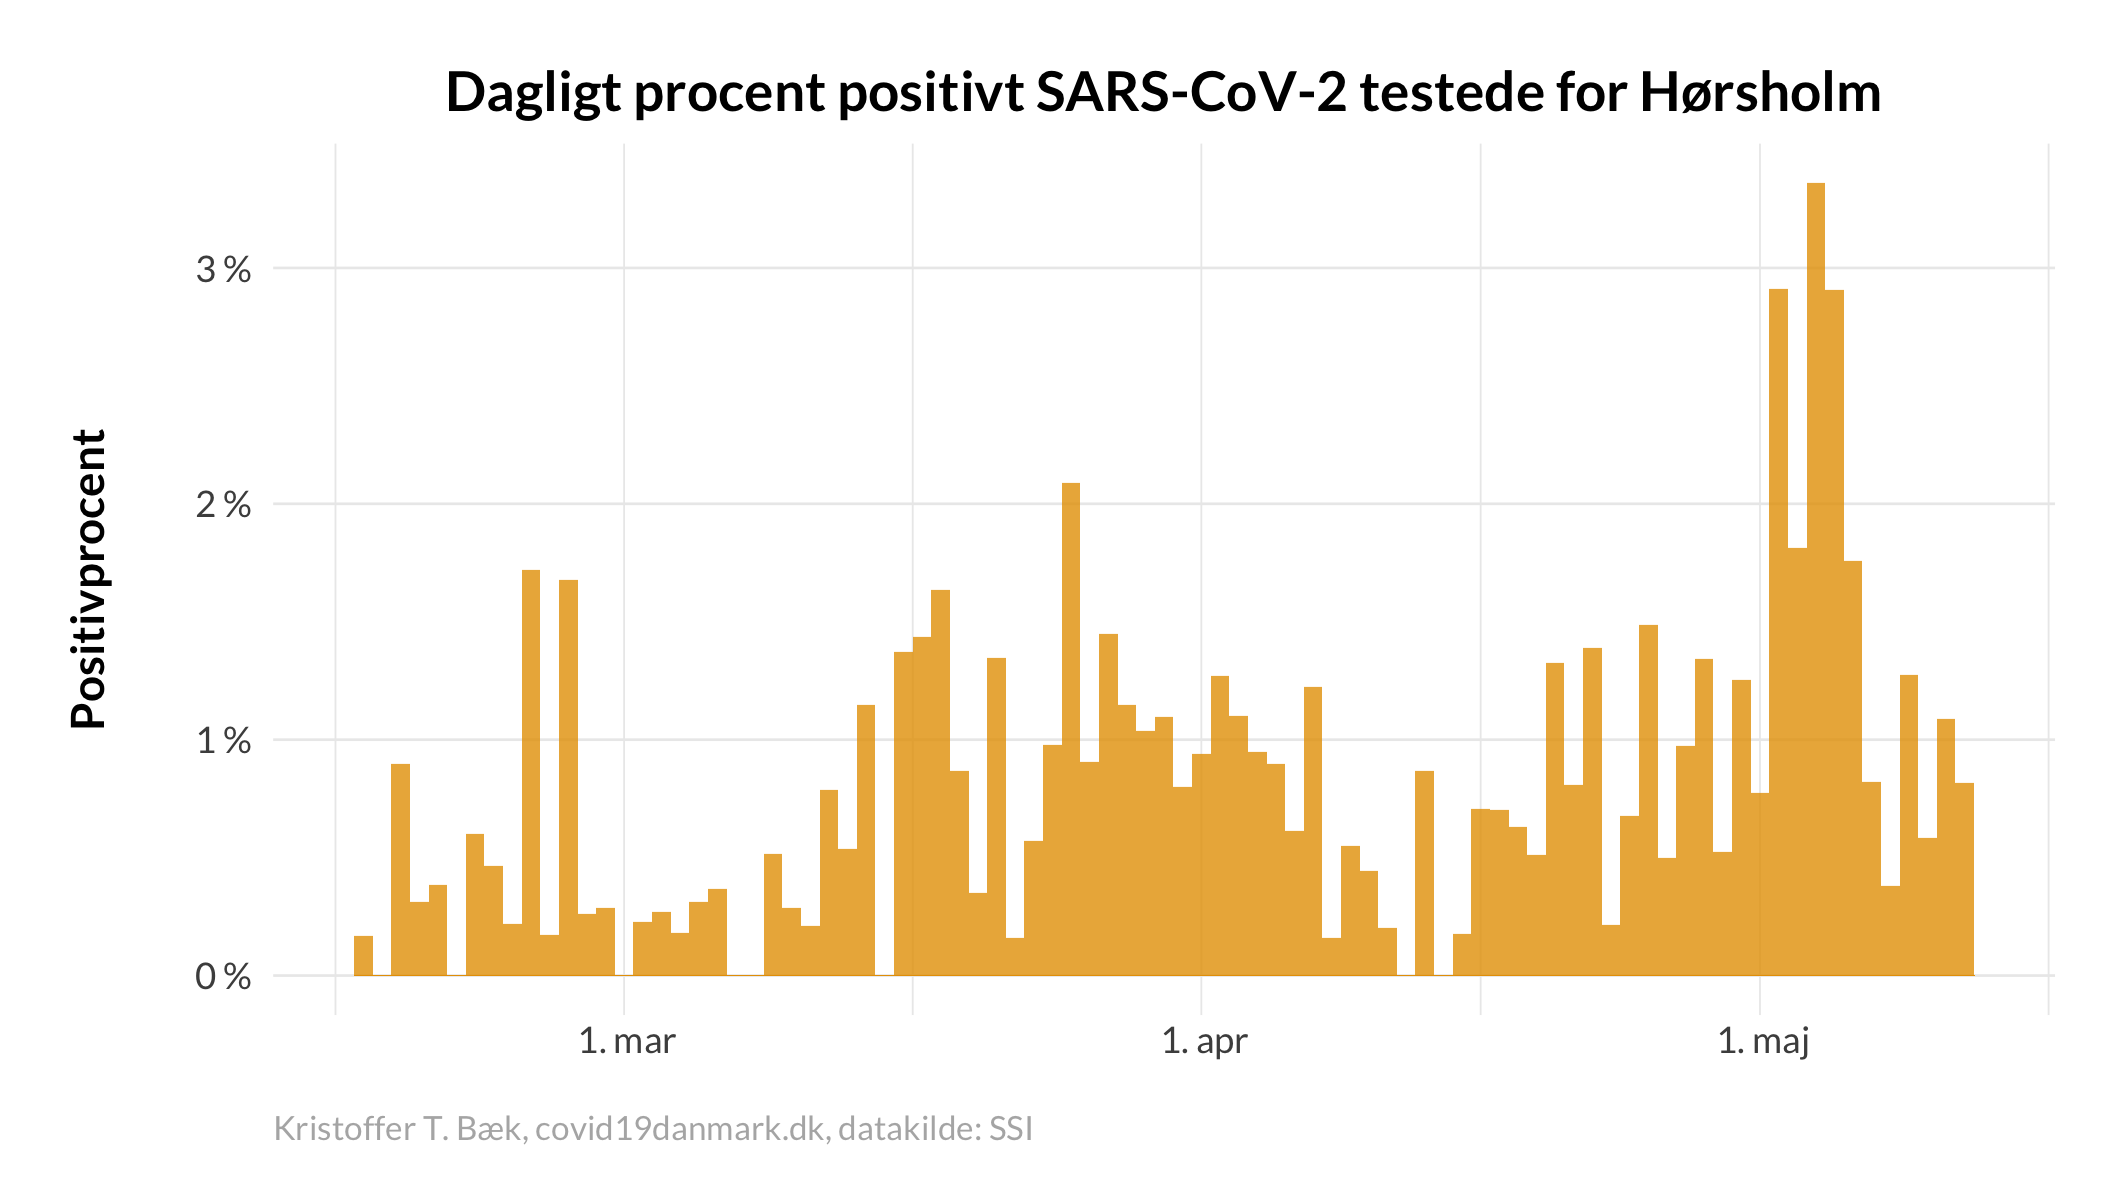 Dagligt procent positivt SARS-CoV-2 testede for Hørsholm
Positivprocent
3 %
2 %
1 %
0 %
1. mar
1. apr
1. maj
Kristoffer T. Bæk, covid19danmark.dk, datakilde: SSI